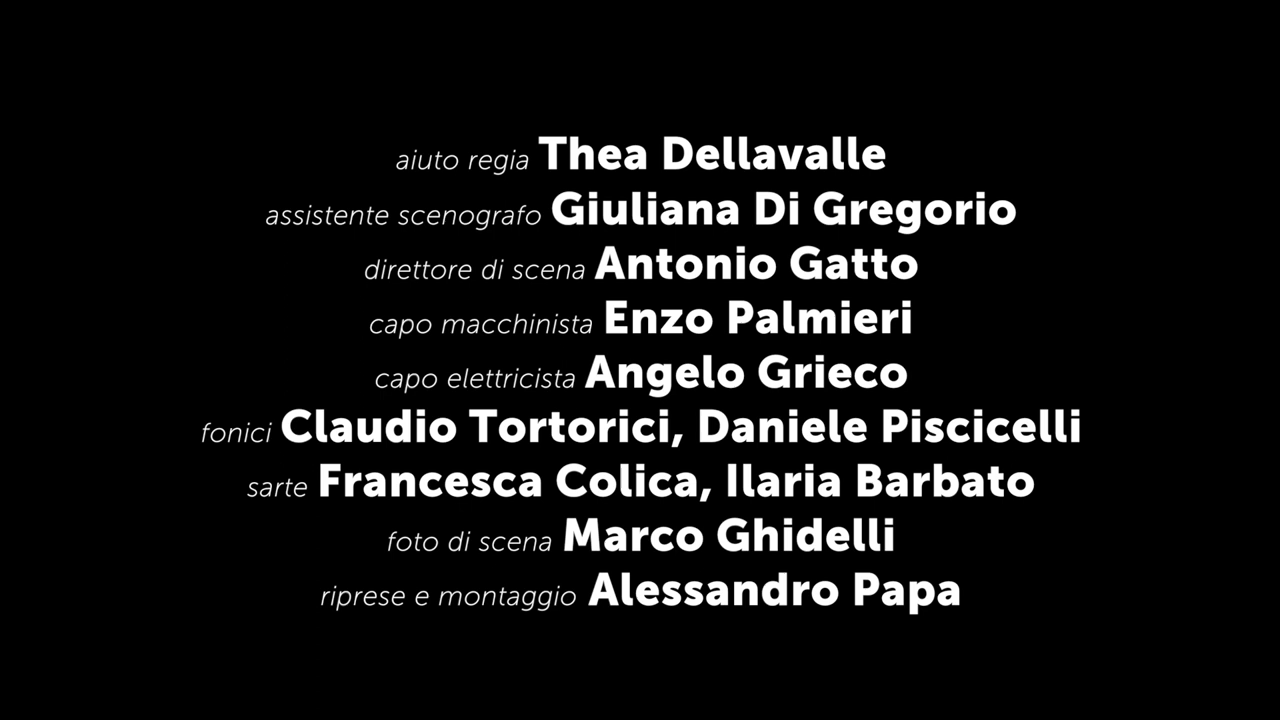 aiuto regia Thea Dellavalle
assistente scenografo Giuliana Di Gregorio
direttore di scena Antonio Gatto
capo macchinista Enzo Palmieri
capo elettricista Angelo Grieco
fonici Claudio Tortorici, Daniele Piscicelli
sarte Francesca Colica, Ilaria Barbato
foto di scena Marco Ghidelli
riprese e montaggio Alessandro Papa